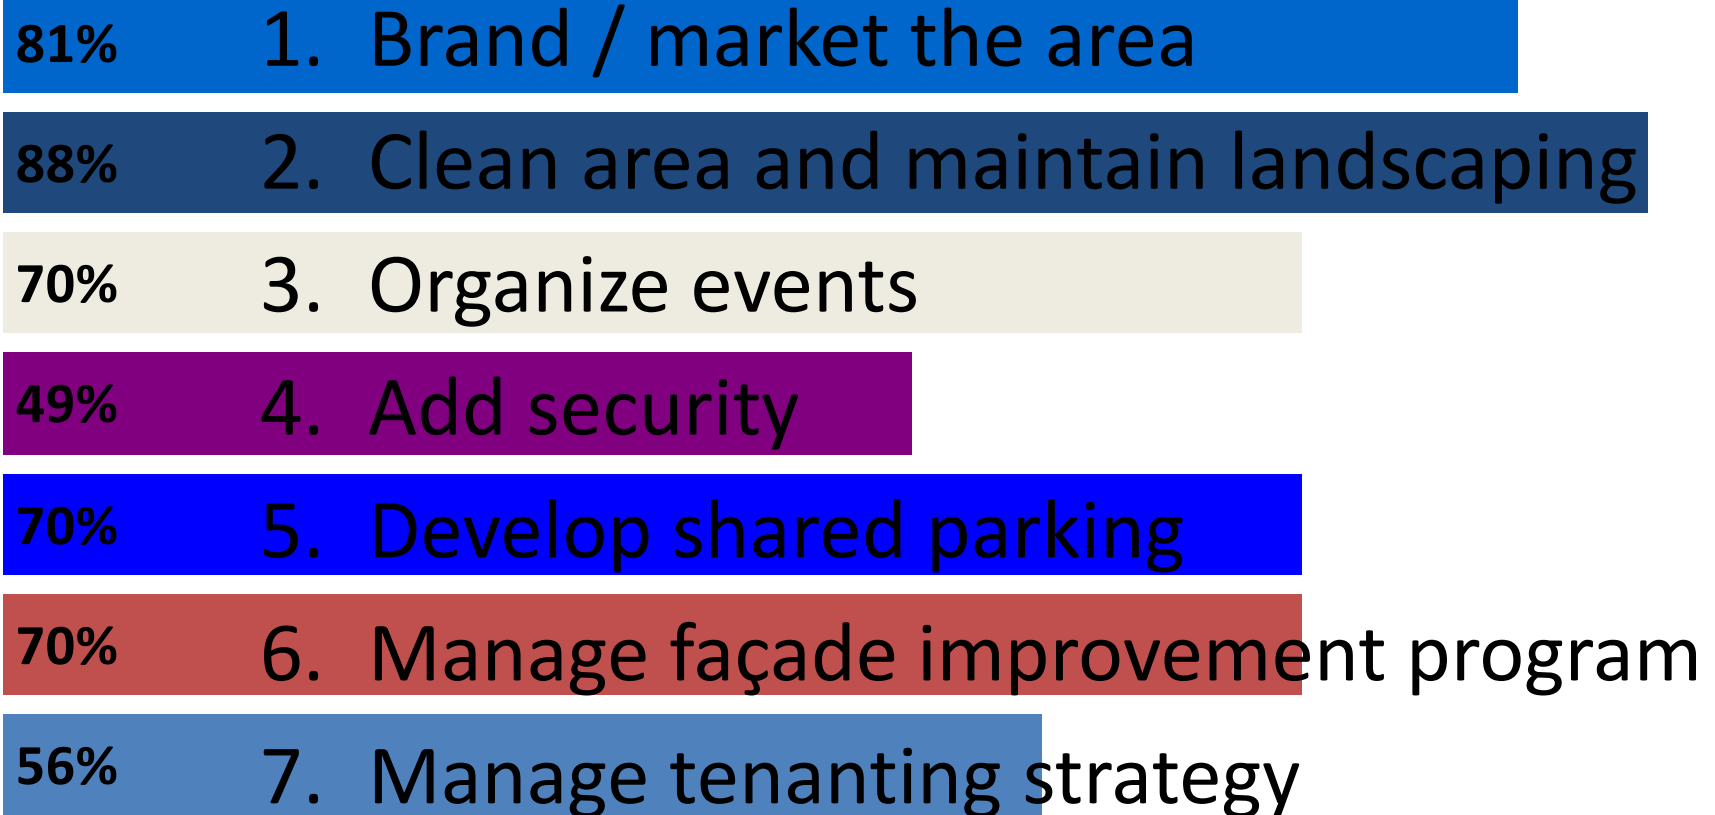 81% 1. Brand / market the area
88% 2. Clean area and maintain landscaping
70% 3. Organize events
49% 4. Add security
70% 5. Develop shared parking
70% 6. Manage façade improvement program
56% 7. Manage tenanting strategy